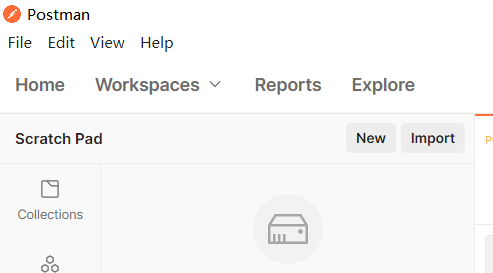 Postman
File Edit View Help
Home Workspaces Reports Explore
Scratch Pad New Import
Collections